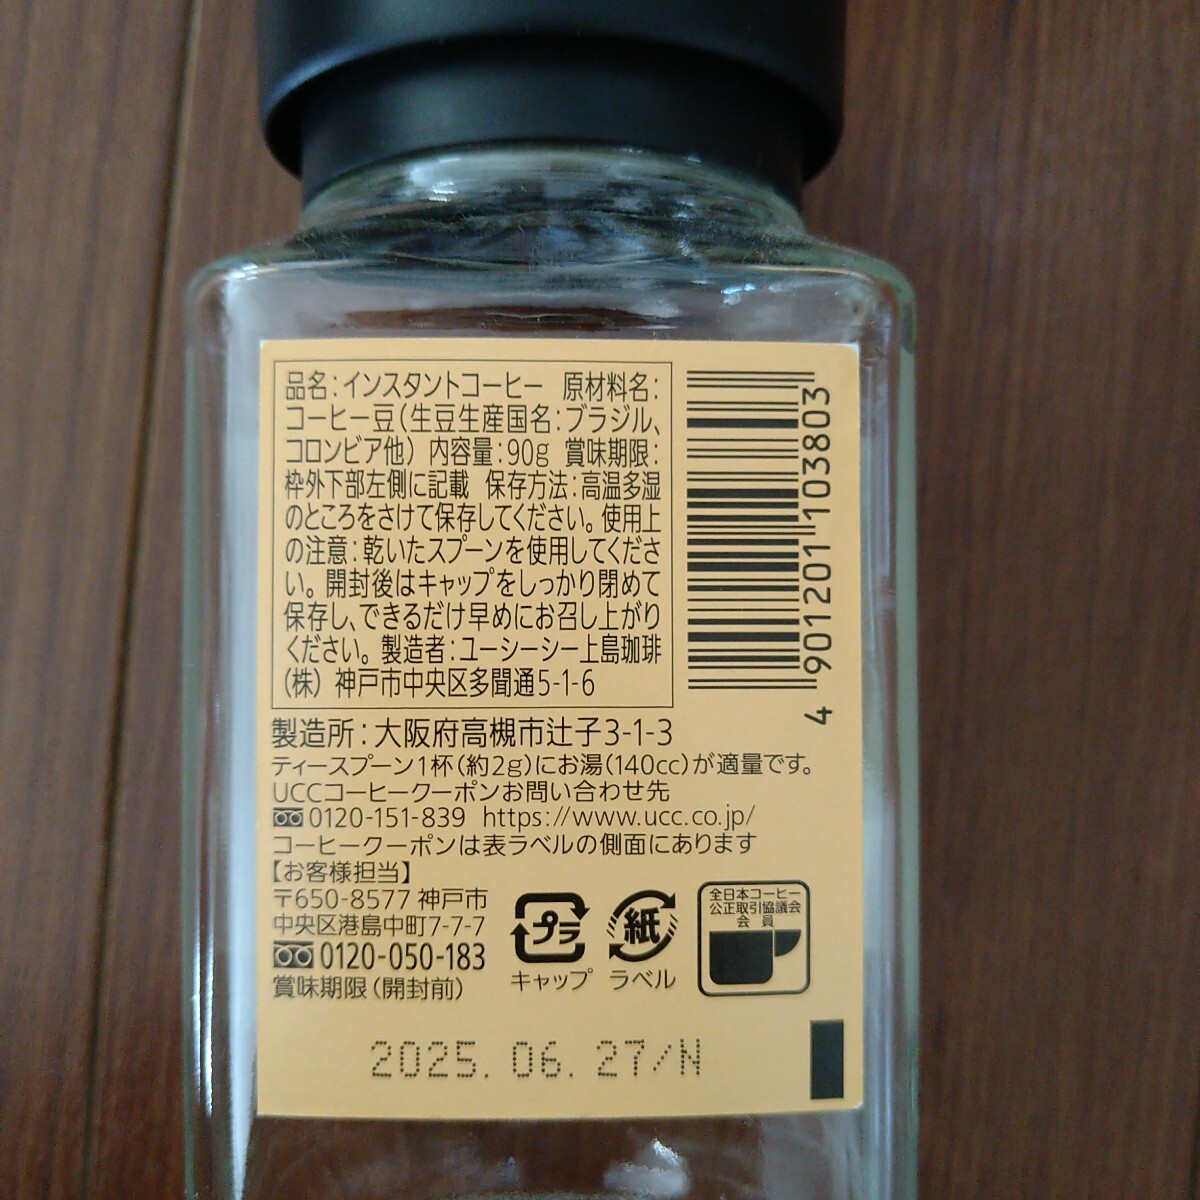 品名:インスタントコーヒー 原材料名:
コーヒー豆(生豆生産国名:ブラジル、
コロンビア他) 内容量:90g 賞味期限:
枠外下部左側に記載 保存方法:高温多湿
のところをさけて保存してください。使用上
の注意:乾いたスプーンを使用してくださ
い。開封後はキャップをしっかり閉めて
保存し、できるだけ早めにお召し上がり
ください。製造者:ユーシーシー上島珈琲
(株) 神戸市中央区多聞通5-1-6
4 901201 103803
製造所:大阪府高槻市辻子3-1-3
ティースプーン1杯(約2g)にお湯(140cc)が適量です。
UCCコーヒークーポンお問い合わせ先
0120-151-839 https://www.ucc.co.jp/
コーヒークーポンは表ラベルの側面にあります
【お客様担当】
〒650-8577 神戸市
中央区港島中町7-7-7
0120-050-183
賞味期限(開封前)
プラ
キャップ
紙
ラベル
全日本コーヒー
公正取引協議会
会員
2025.06.27/N